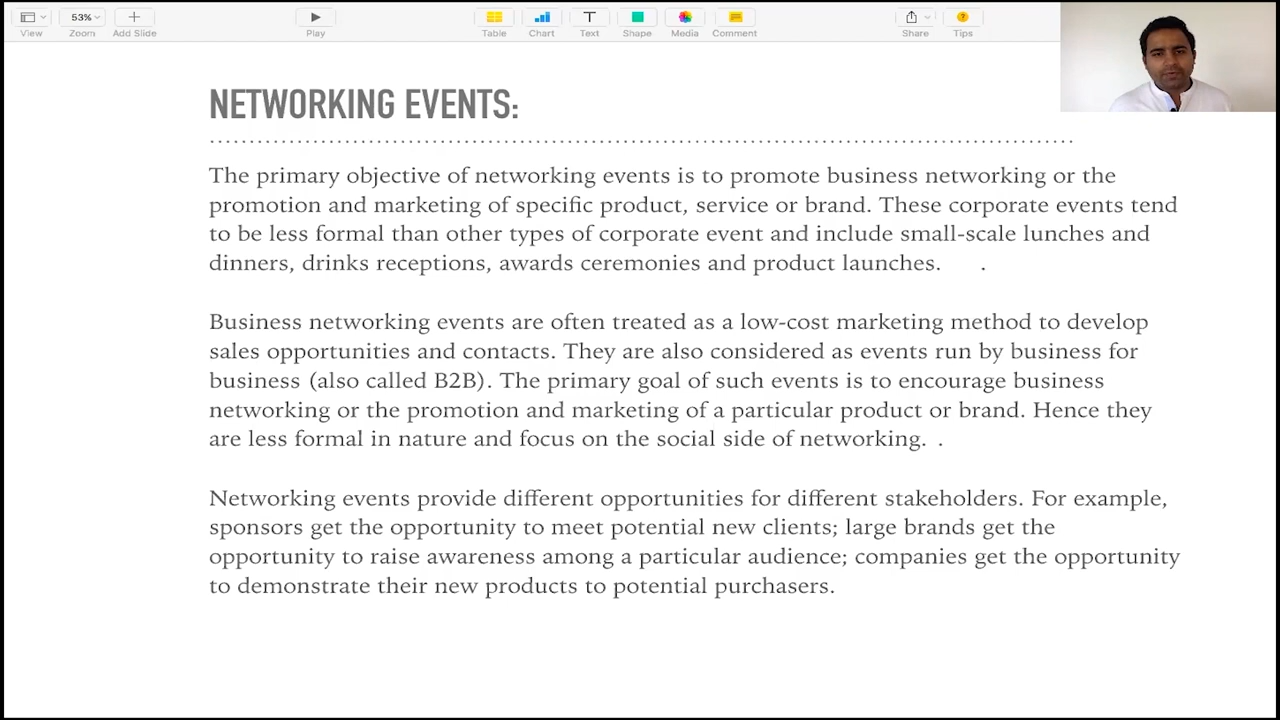 53%
View Zoom Add Slide Play Table Chart Text Shape Media Comment Share Tips
NETWORKING EVENTS:
The primary objective of networking events is to promote business networking or the
promotion and marketing of specific product, service or brand. These corporate events tend
to be less formal than other types of corporate event and include small-scale lunches and
dinners, drinks receptions, awards ceremonies and product launches. .
Business networking events are often treated as a low-cost marketing method to develop
sales opportunities and contacts. They are also considered as events run by business for
business (also called B2B). The primary goal of such events is to encourage business
networking or the promotion and marketing of a particular product or brand. Hence they
are less formal in nature and focus on the social side of networking. .
Networking events provide different opportunities for different stakeholders. For example,
sponsors get the opportunity to meet potential new clients; large brands get the
opportunity to raise awareness among a particular audience; companies get the opportunity
to demonstrate their new products to potential purchasers.